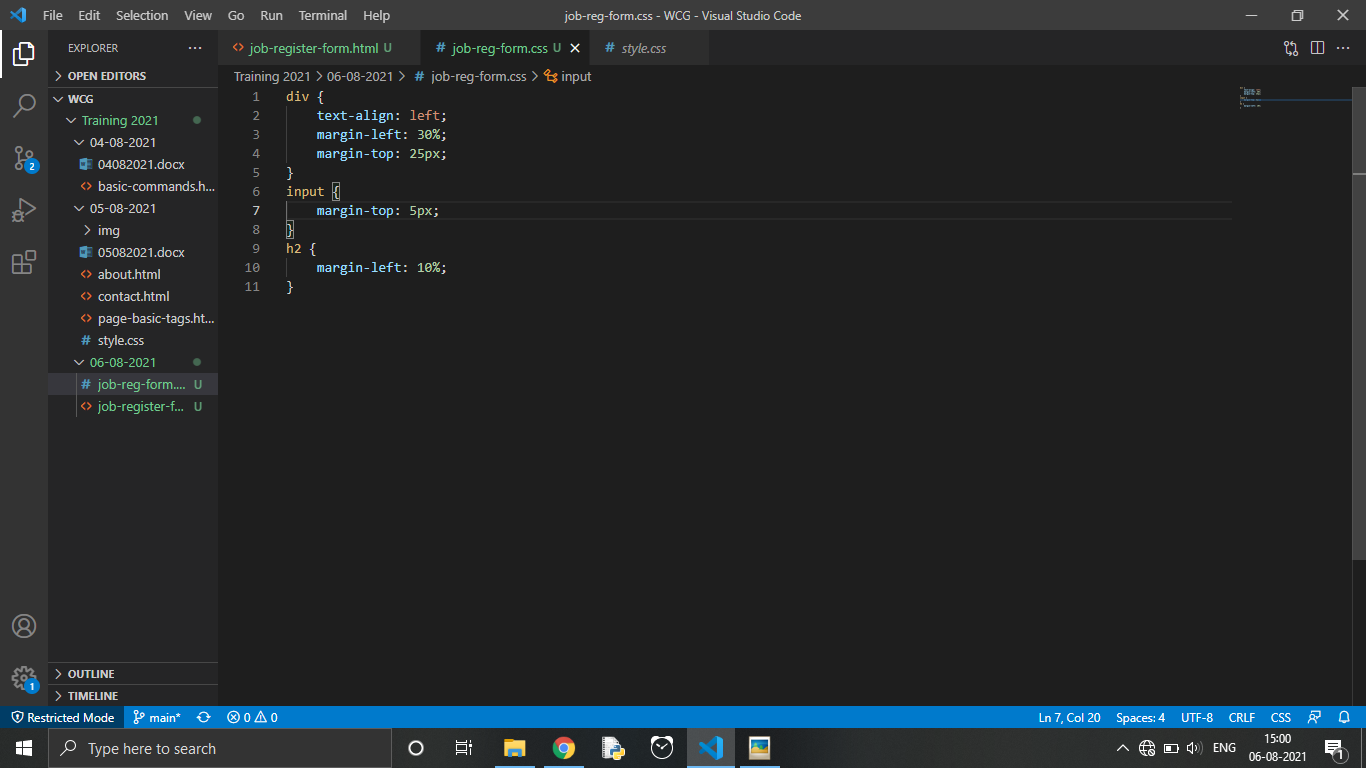 File Edit Selection View Go Run Terminal Help
job-reg-form.css - WCG - Visual Studio Code
EXPLORER
OPEN EDITORS
WCG
Training 2021
04-08-2021
04082021.docx
basic-commands.h...
05-08-2021
img
05082021.docx
about.html
contact.html
page-basic-tags.ht...
# style.css
06-08-2021
# job-reg-form.... U
job-register-f... U
OUTLINE
TIMELINE
<> job-register-form.html U
# job-reg-form.css U
# style.css
Training 2021 > 06-08-2021 > # job-reg-form.css > input
1 div {
2 text-align: left;
3 margin-left: 30%;
4 margin-top: 25px;
5 }
6 input {
7 margin-top: 5px;
8 }
9 h2 {
10 margin-left: 10%;
11 }
2
1
Restricted Mode main* 0 0
Ln 7, Col 20 Spaces: 4 UTF-8 CRLF CSS
Type here to search
ENG
15:00
06-08-2021
1